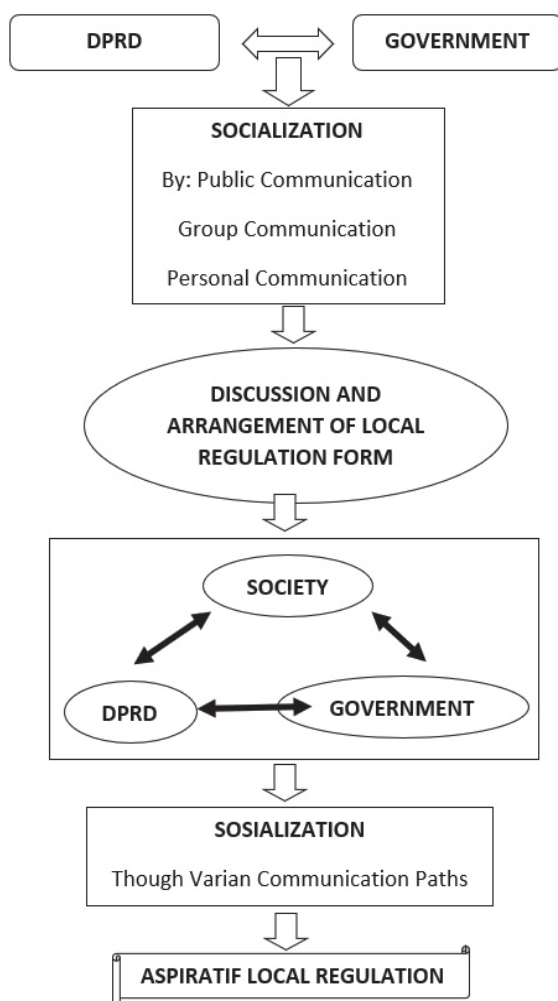 DPRD
GOVERNMENT
SOCIALIZATION
By: Public Communication
Group Communication
Personal Communication
DISCUSSION AND
ARRANGEMENT OF LOCAL
REGULATION FORM
SOCIETY
DPRD
GOVERNMENT
SOSIALIZATION
Though Varian Communication Paths
ASPIRATIF LOCAL REGULATION